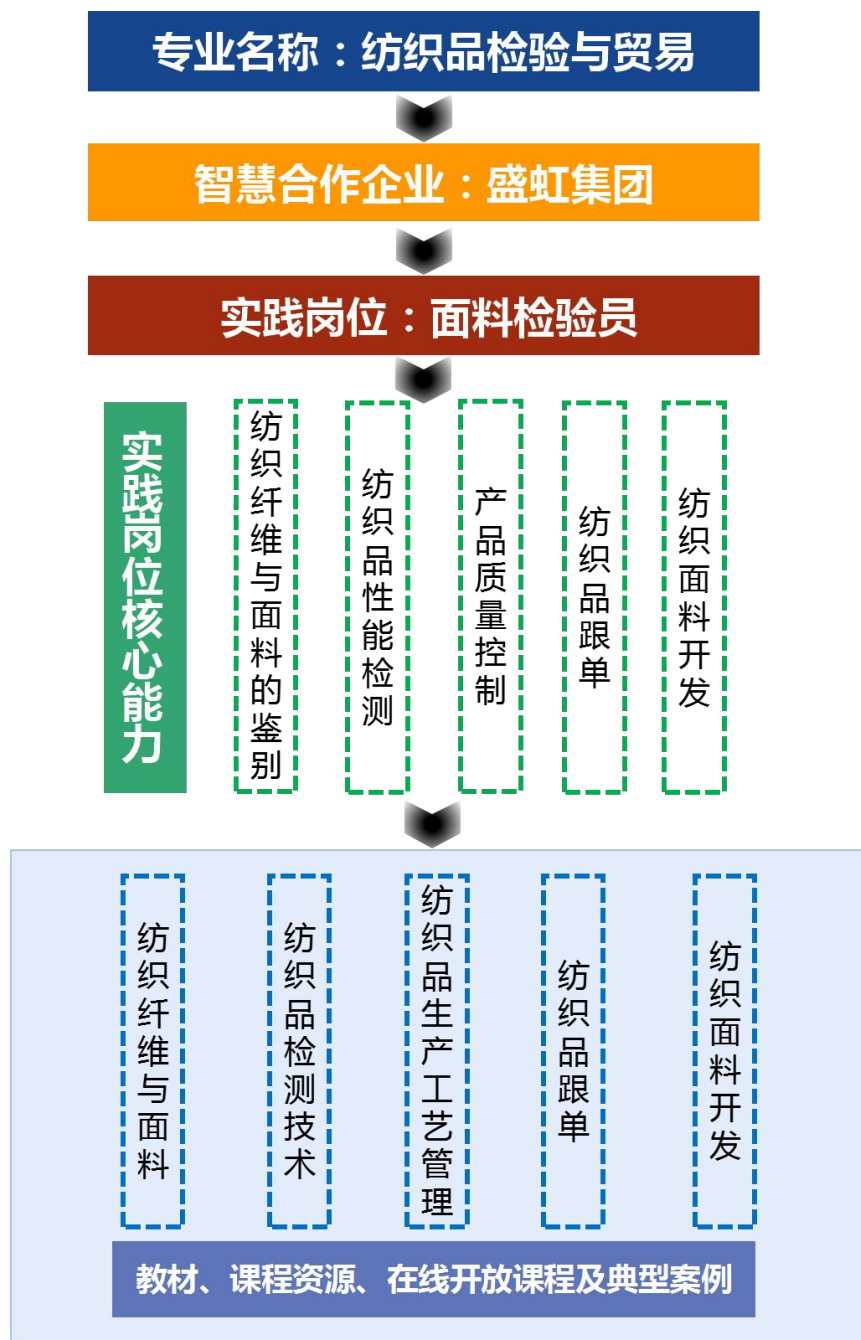 专业名称：纺织品检验与贸易
智慧合作企业：盛虹集团
实践岗位：面料检验员
实践岗位核心能力
纺织纤维与面料的鉴别
纺织品性能检测
产品质量控制
纺织品跟单
纺织面料开发
纺织纤维与面料
纺织品检测技术
纺织品生产工艺管理
纺织品跟单
纺织面料开发
教材、课程资源、在线开放课程及典型案例